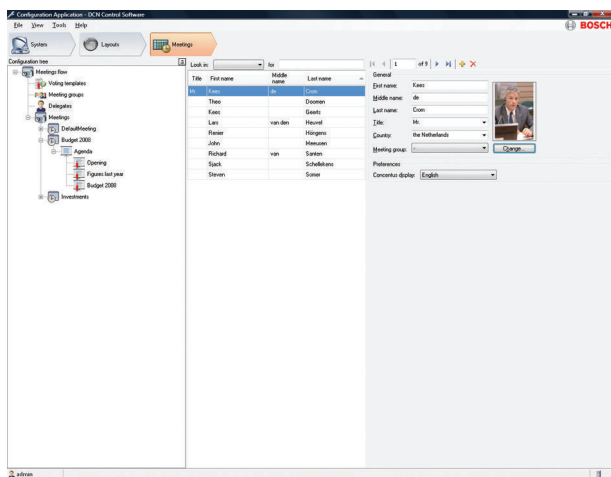 Configuration Application - DCN Control Software
File View Tools Help
BOSCH
System Layouts Meetings
Configuration tree
Meetings flow
Voting templates
Meeting groups
Delegates
Meetings
DefaultMeeting
Budget 2008
Agenda
Opening
Figures last year
Budget 2008
Investments
Look in: for
Title First name Middle name Last name
Mr. Kees de Crom
Theo Doomen
Kees Geerts
Lars van den Heuvel
Renier Hörigens
John Meeuzen
Richard van Santen
Sjack Schellekens
Steven Somer
1 of 9
General
First name: Kees
Middle name: de
Last name: Crom
Title: Mr.
Country: the Netherlands
Meeting group: -
Change...
Preferences
Concentus display: English
admin